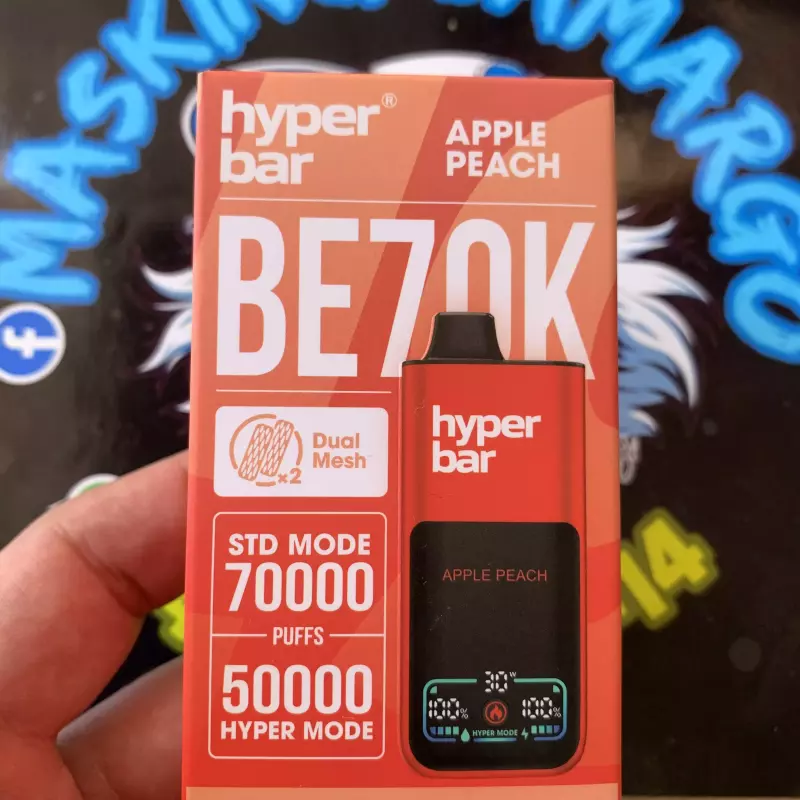 hyper®
bar
APPLE
PEACH
BE70K
×2
Dual
Mesh
STD MODE
70000
PUFFS
50000
HYPER MODE
hyper
bar
APPLE PEACH
30W
100%
100%
HYPER MODE
f
14